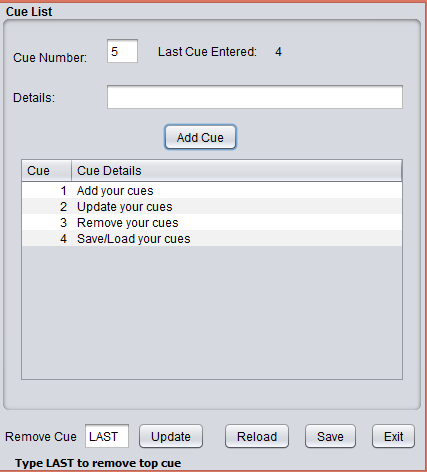 Cue List
Cue Number: 5 Last Cue Entered: 4
Details:
Add Cue
Cue Cue Details
1 Add your cues
2 Update your cues
3 Remove your cues
4 Save/Load your cues
Remove Cue LAST Update Reload Save Exit
Type LAST to remove top cue